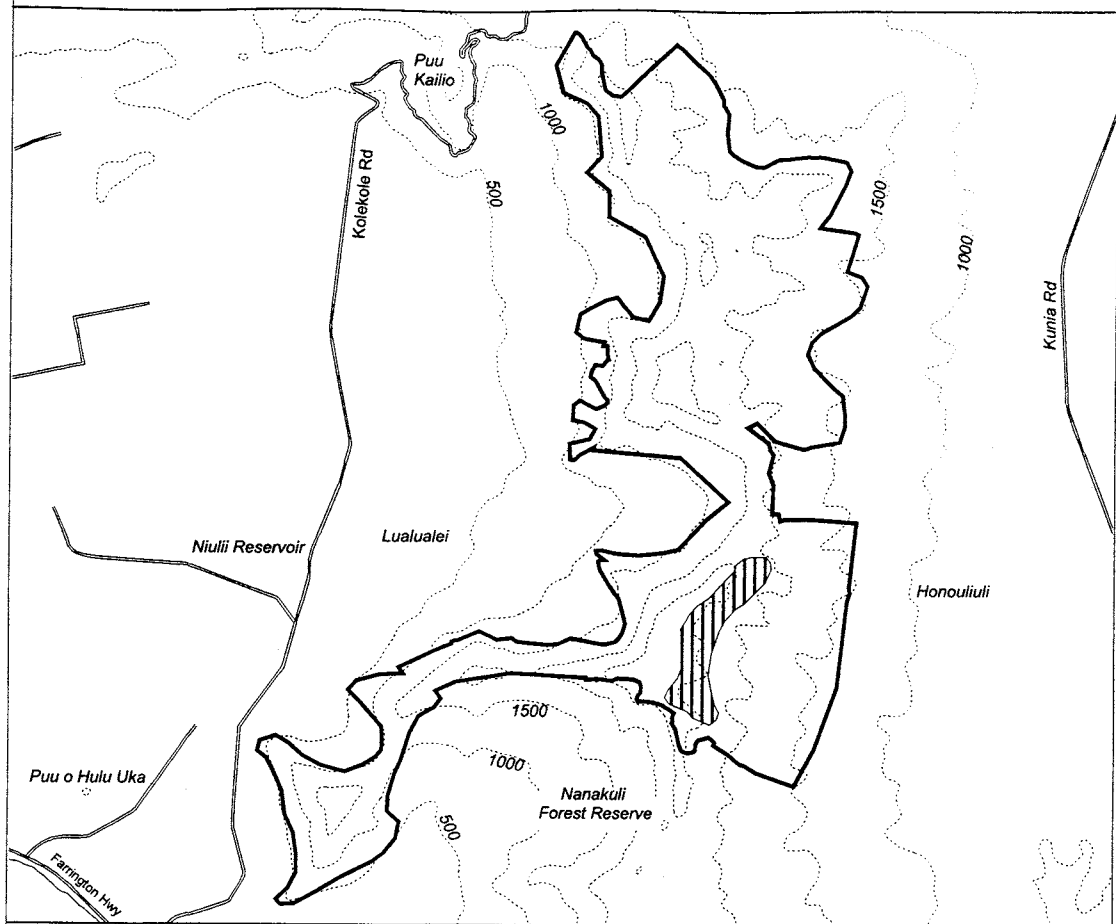 Puu
Kailio
1000
Kolekole Rd
500
1500
1000
Kunia Rd
Niulii Reservoir
Lualualei
Honouliuli
1500
1000
Puu o Hulu Uka
Nanakuli
Forest Reserve
500
Farrington Hwy